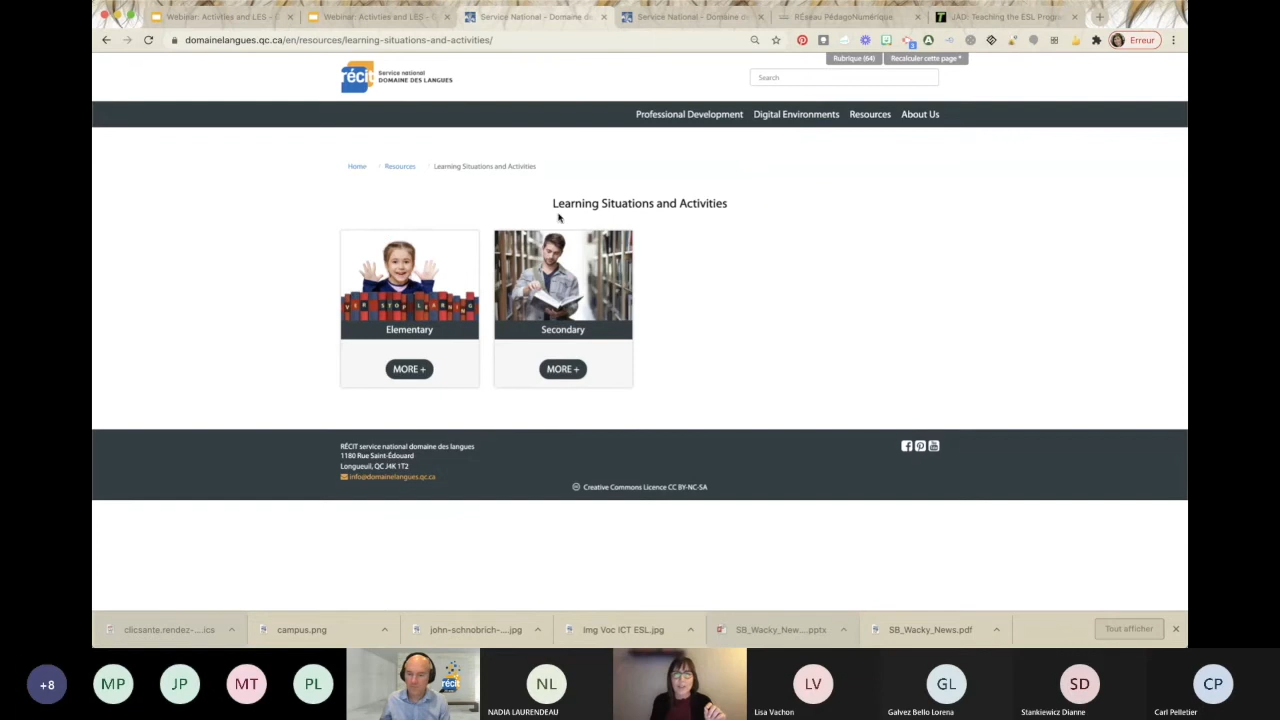 Webinar: Activties and LES - G
Webinar: Activties and LES - G
Service National - Domaine de
Service National - Domaine de
RÉseau PédagoNumérique
JAD: Teaching the ESL Progr
domainelangues.qc.ca/en/resources/learning-situations-and-activities/
3
Erreur
Rubrique (64)
Recalculer cette page *
récit
Service national
DOMAINE DES LANGUES
Search
Professional Development
Digital Environments
Resources
About Us
Home
Resources
Learning Situations and Activities
Learning Situations and Activities
Elementary
Secondary
MORE +
MORE +
RÉCIT service national domaine des langues
1180 Rue Saint-Édouard
Longueuil, QC J4K 1T2
info@domainelangues.qc.ca
Creative Commons Licence CC BY-NC-SA
clicsante.rendez-....ics
campus.png
john-schnobrich-....jpg
Img Voc ICT ESL.jpg
SB_Wacky_New....pptx
SB_Wacky_News.pdf
Tout afficher
+8
MP
JP
MT
PL
récit
NL
LV
GL
SD
CP
NADIA LAURENDEAU
Lisa Vachon
Galvez Bello Lorena
Stankiewicz Dianne
Carl Pelletier